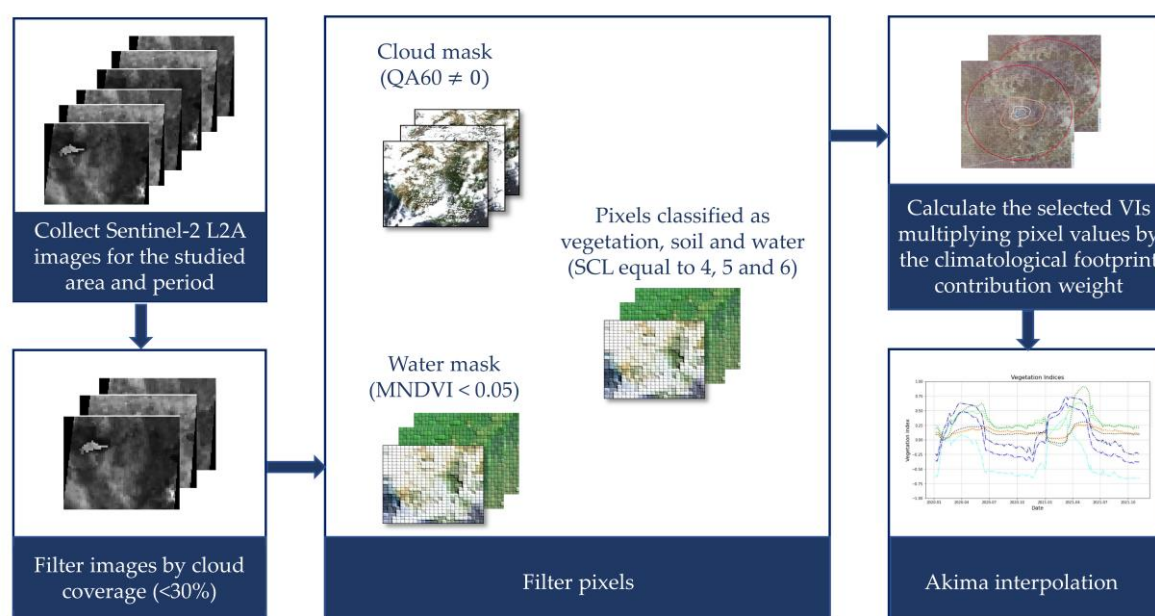 Collect Sentinel-2 L2A
images for the studied
area and period
Filter images by cloud
coverage (<30%)
Cloud mask
(QA60 ≠ 0)
Pixels classified as
vegetation, soil and water
(SCL equal to 4, 5 and 6)
Water mask
(MNDVI < 0.05)
Filter pixels
Calculate the selected VIs
multiplying pixel values by
the climatological footprint
contribution weight
Vegetation Indices
Vegetation Index
Date
Akima interpolation